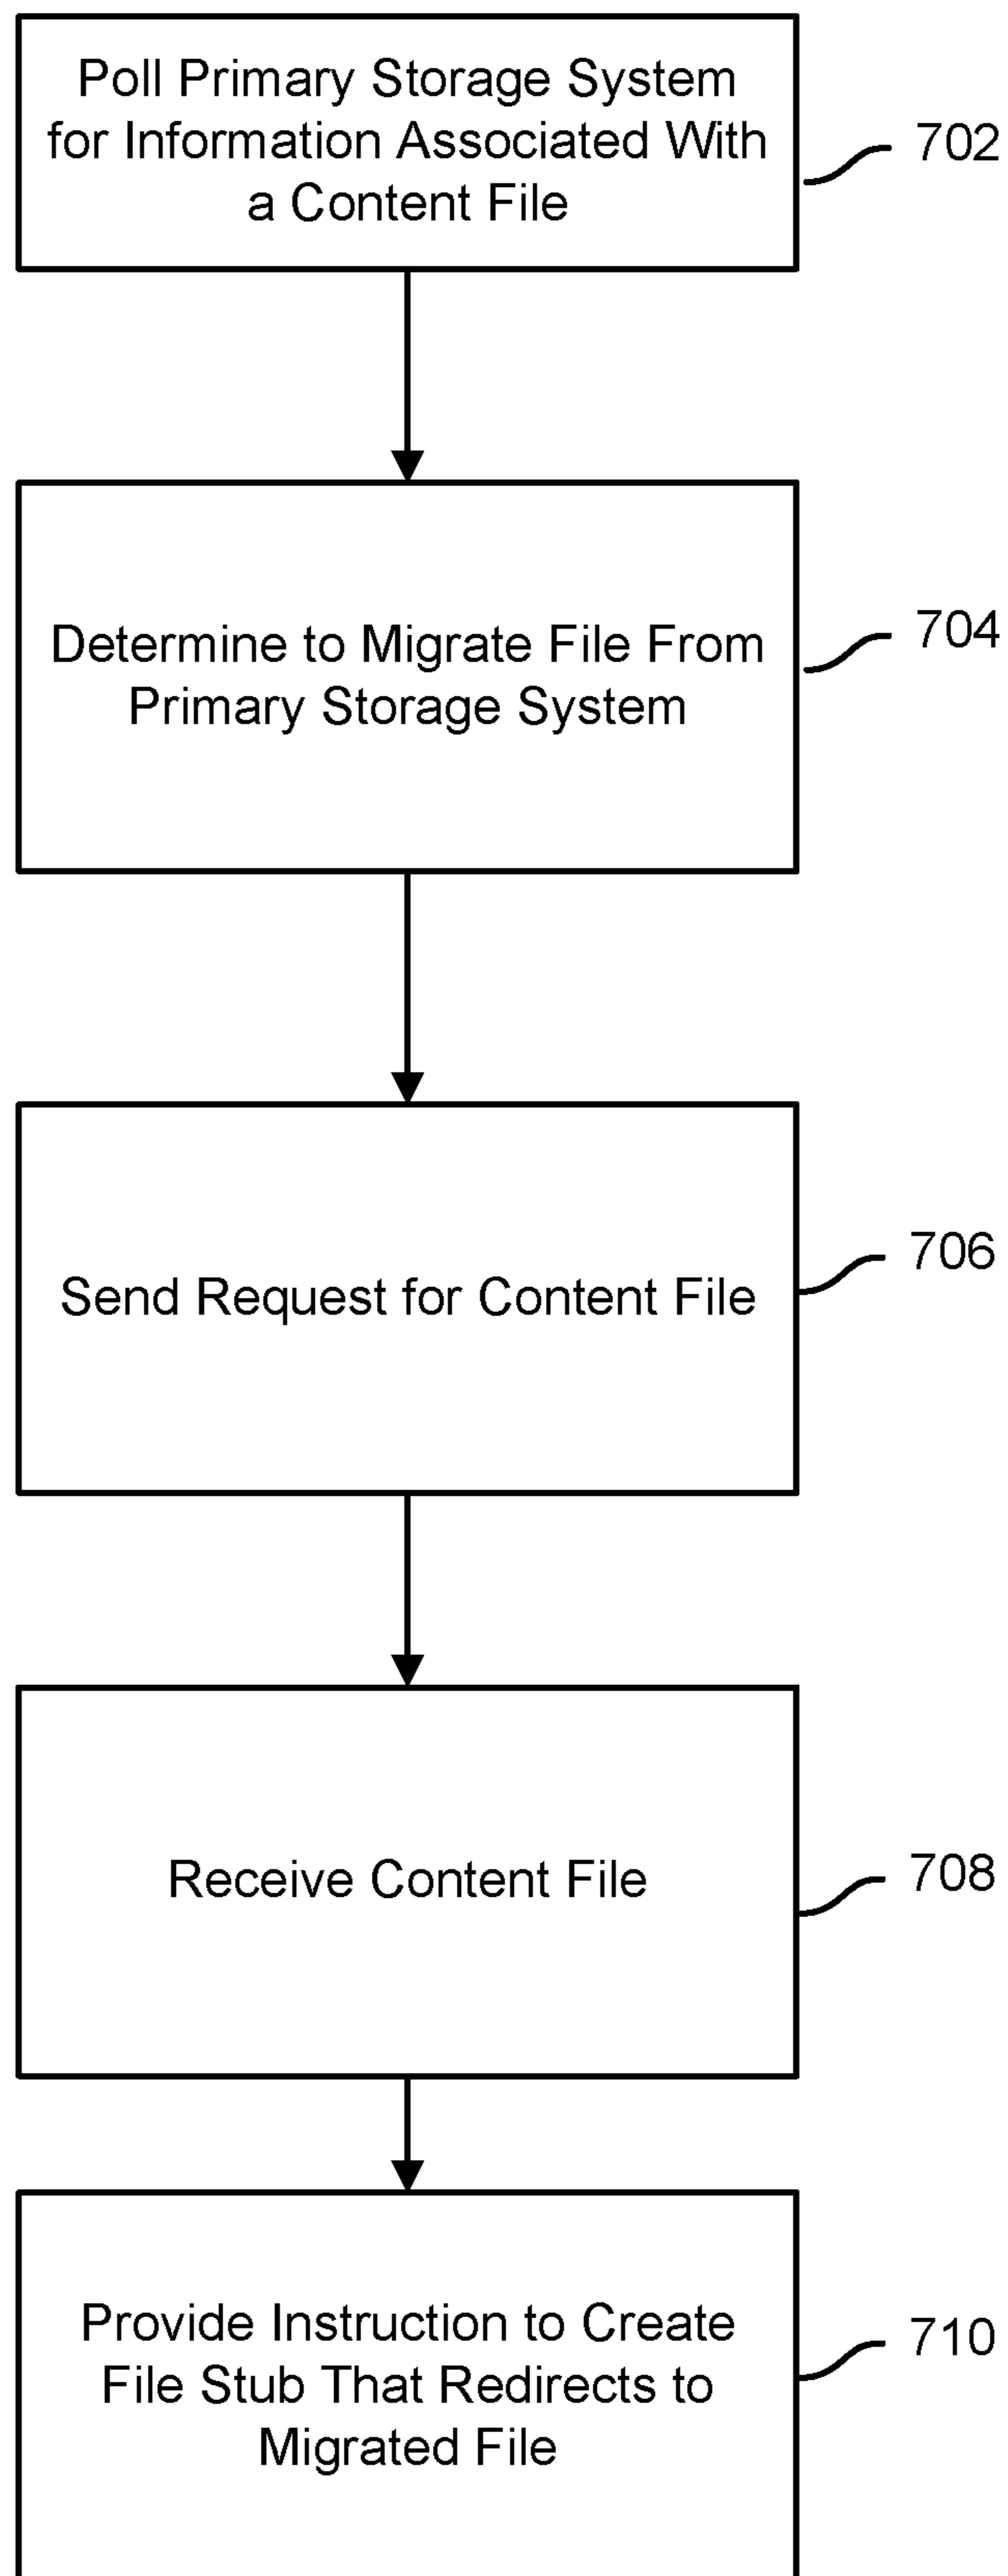 Poll Primary Storage System
for Information Associated With
a Content File
702
Determine to Migrate File From
Primary Storage System
704
Send Request for Content File
706
Receive Content File
708
Provide Instruction to Create
File Stub That Redirects to
Migrated File
710